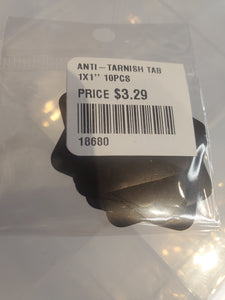 ANTI-TARNISH TAB
1X1" 10PCS
PRICE $3.29
18680